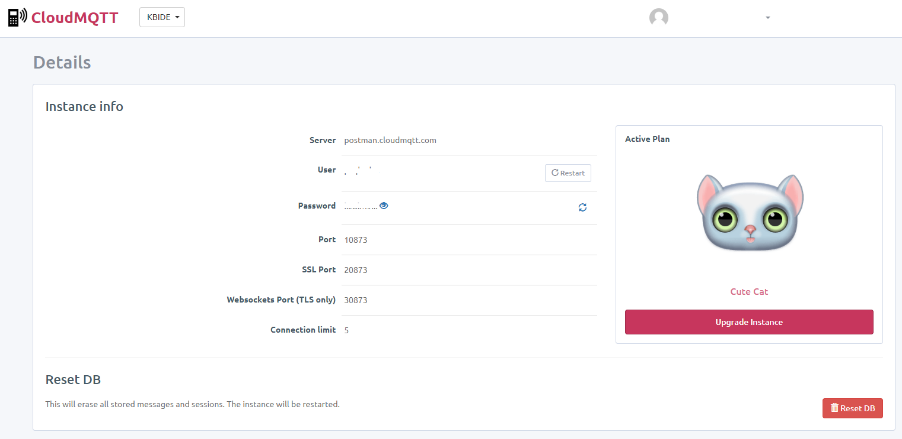 CloudMQTT
KBIDE
Details
Instance info
Server postman.cloudmqtt.com
User
Restart
Password
Port 10873
SSL Port 20873
Websockets Port (TLS only) 30873
Connection limit 5
Active Plan
Cute Cat
Upgrade Instance
Reset DB
This will erase all stored messages and sessions. The instance will be restarted.
Reset DB